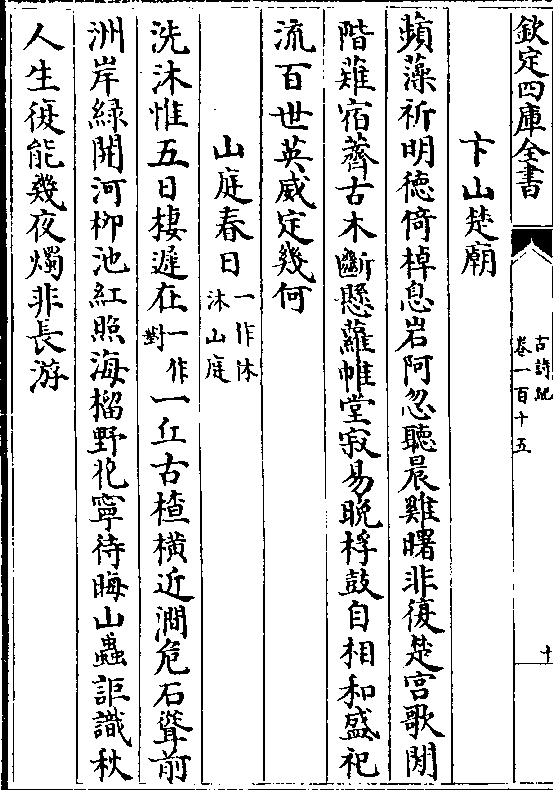 欽定四庫全書
古詩紀
卷一百十五
十
卞山楚廟
蘋藻祈明德倚棹息岩阿忽聽晨雞曙非復楚宮歌閒
階薙宿薺古木斷懸蘿帷堂寂易晩桴鼓自相和盛祀
流百世英威定幾何
山庭春日一作休沐山庭
洗沐惟五日棲遲在一作對一丘古楂橫近澗危石聳前
洲岸緑開河柳池紅照海榴野花寧待晦山蟲詎識秋
人生復能幾夜燭非長游